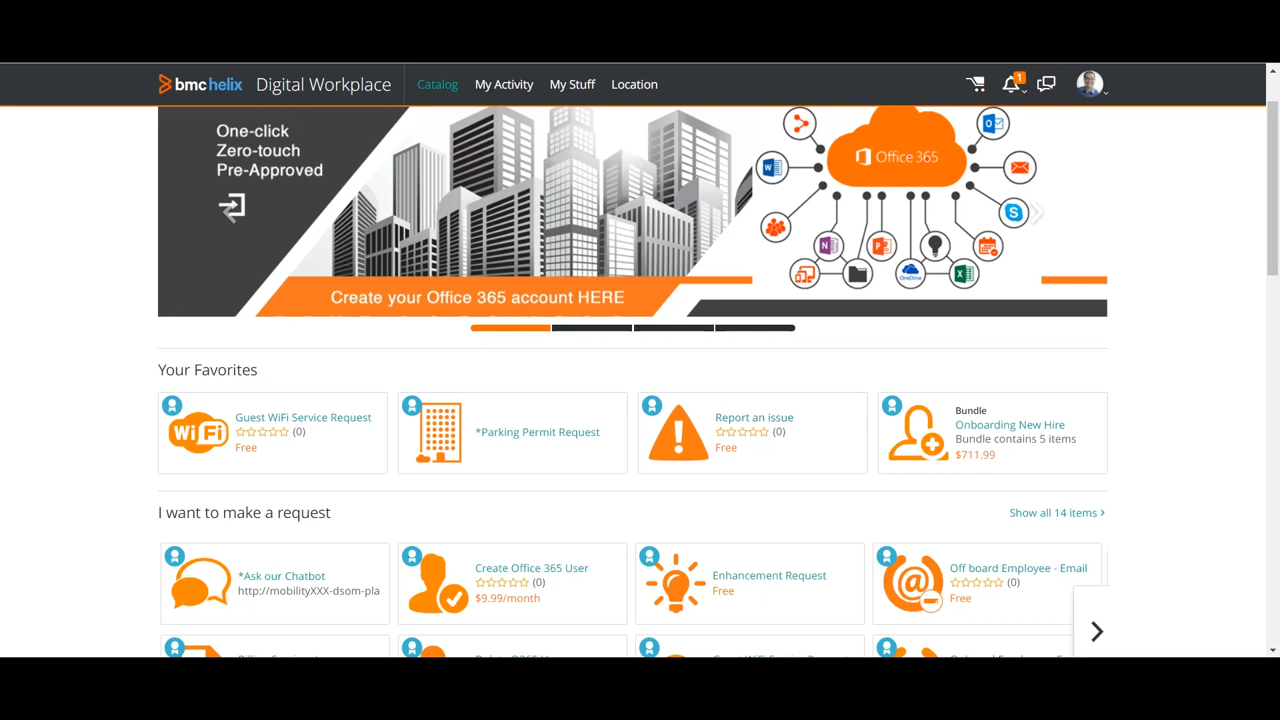 bmchelix Digital Workplace Catalog My Activity My Stuff Location 1
One-click
Zero-touch
Pre-Approved
Office 365
OneDrive
Create your Office 365 account HERE
Your Favorites
Guest WiFi Service Request
(0)
Free
WiFi
*Parking Permit Request
Report an issue
(0)
Free
Bundle
Onboarding New Hire
Bundle contains 5 items
$711.99
I want to make a request
Show all 14 items >
*Ask our Chatbot
http://mobilityXXX-dsom-pla
Create Office 365 User
(0)
$9.99/month
Enhancement Request
Free
Off board Employee - Email
(0)
Free